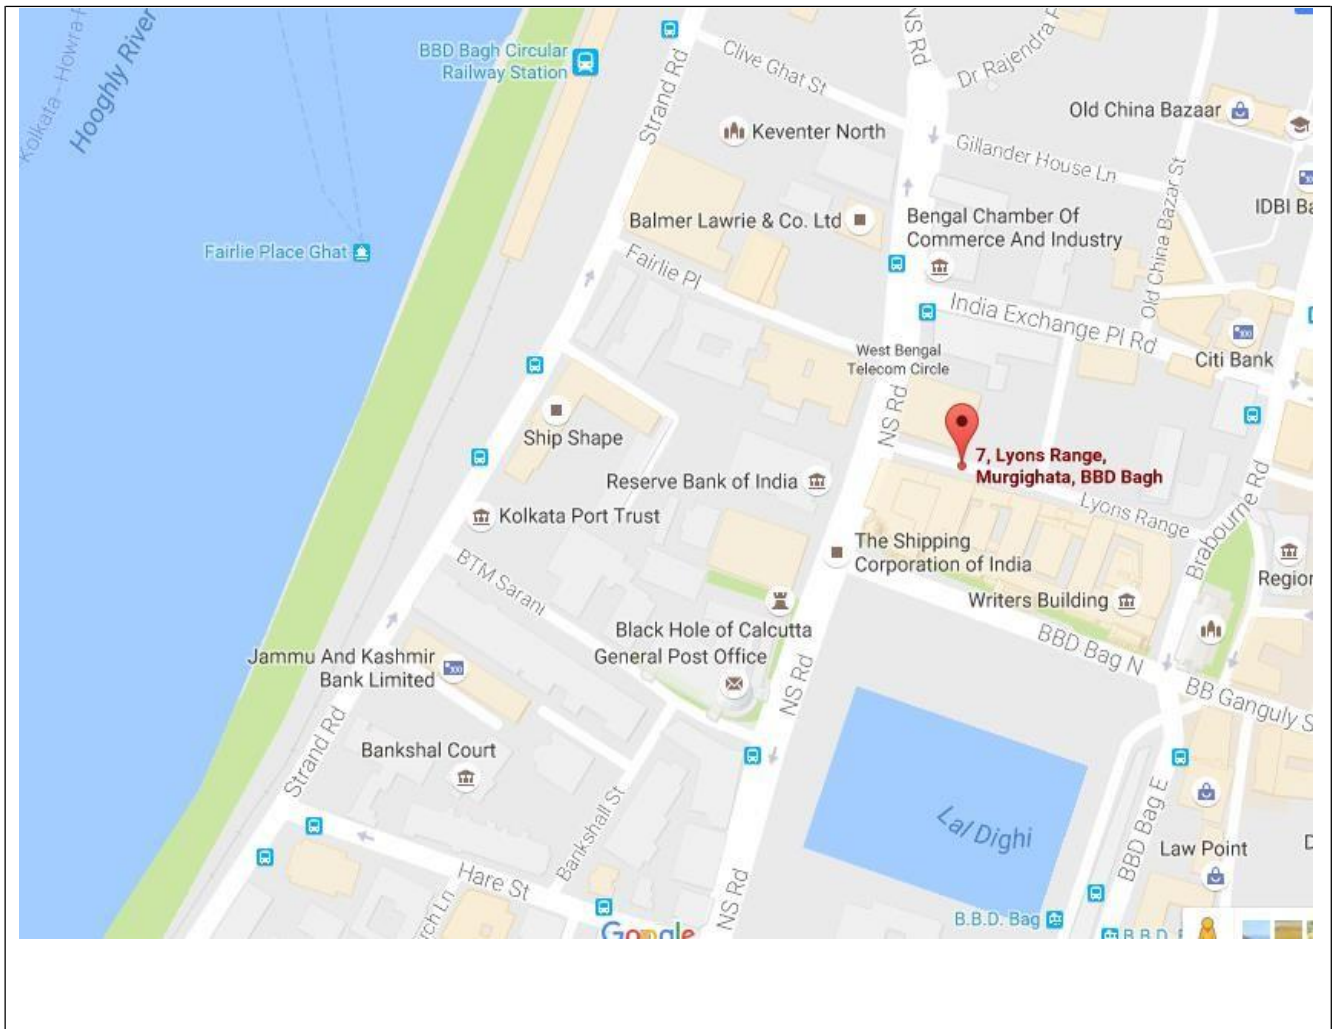 Kolkata - Howra
Hooghly River
BBD Bagh Circular
Railway Station
Strand Rd
Clive Ghat St
NS Rd
Dr Rajendra
Old China Bazaar
Keventer North
Gillander House Ln
IDBI Ba
Balmer Lawrie & Co. Ltd
Bengal Chamber Of
Commerce And Industry
Old China Bazar St
Fairlie Place Ghat
Fairlie Pl
India Exchange Pl Rd
West Bengal
Telecom Circle
Citi Bank
NS Rd
Ship Shape
7, Lyons Range,
Murgighata, BBD Bagh
Reserve Bank of India
Lyons Range
Brabourne Rd
Kolkata Port Trust
The Shipping
Corporation of India
Region
BTM Sarani
Writers Building
Black Hole of Calcutta
General Post Office
BBD Bag N
Jammu And Kashmir
Bank Limited
NS Rd
BB Ganguly S
Strand Rd
Bankshal Court
Bankshall St
Lal Dighi
BBD Bag E
Law Point
Hare St
rch Ln
NS Rd
B.B.D. Bag
Google
B.B.D.